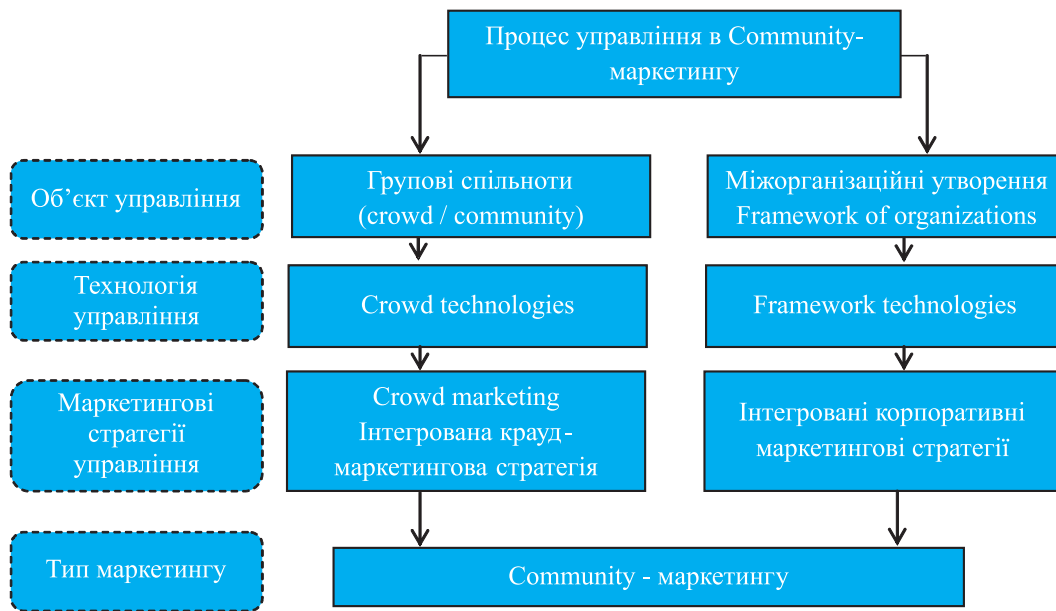 Процес управління в Community-
маркетингу
Об’єкт управління
Групові спільноти
(crowd / community)
Міжорганізаційні утворення
Framework of organizations
Технологія
управління
Crowd technologies
Framework technologies
Маркетингові
стратегії
управління
Crowd marketing
Інтегрована крауд-
маркетингова стратегія
Інтегровані корпоративні
маркетингові стратегії
Тип маркетингу
Community - маркетингу